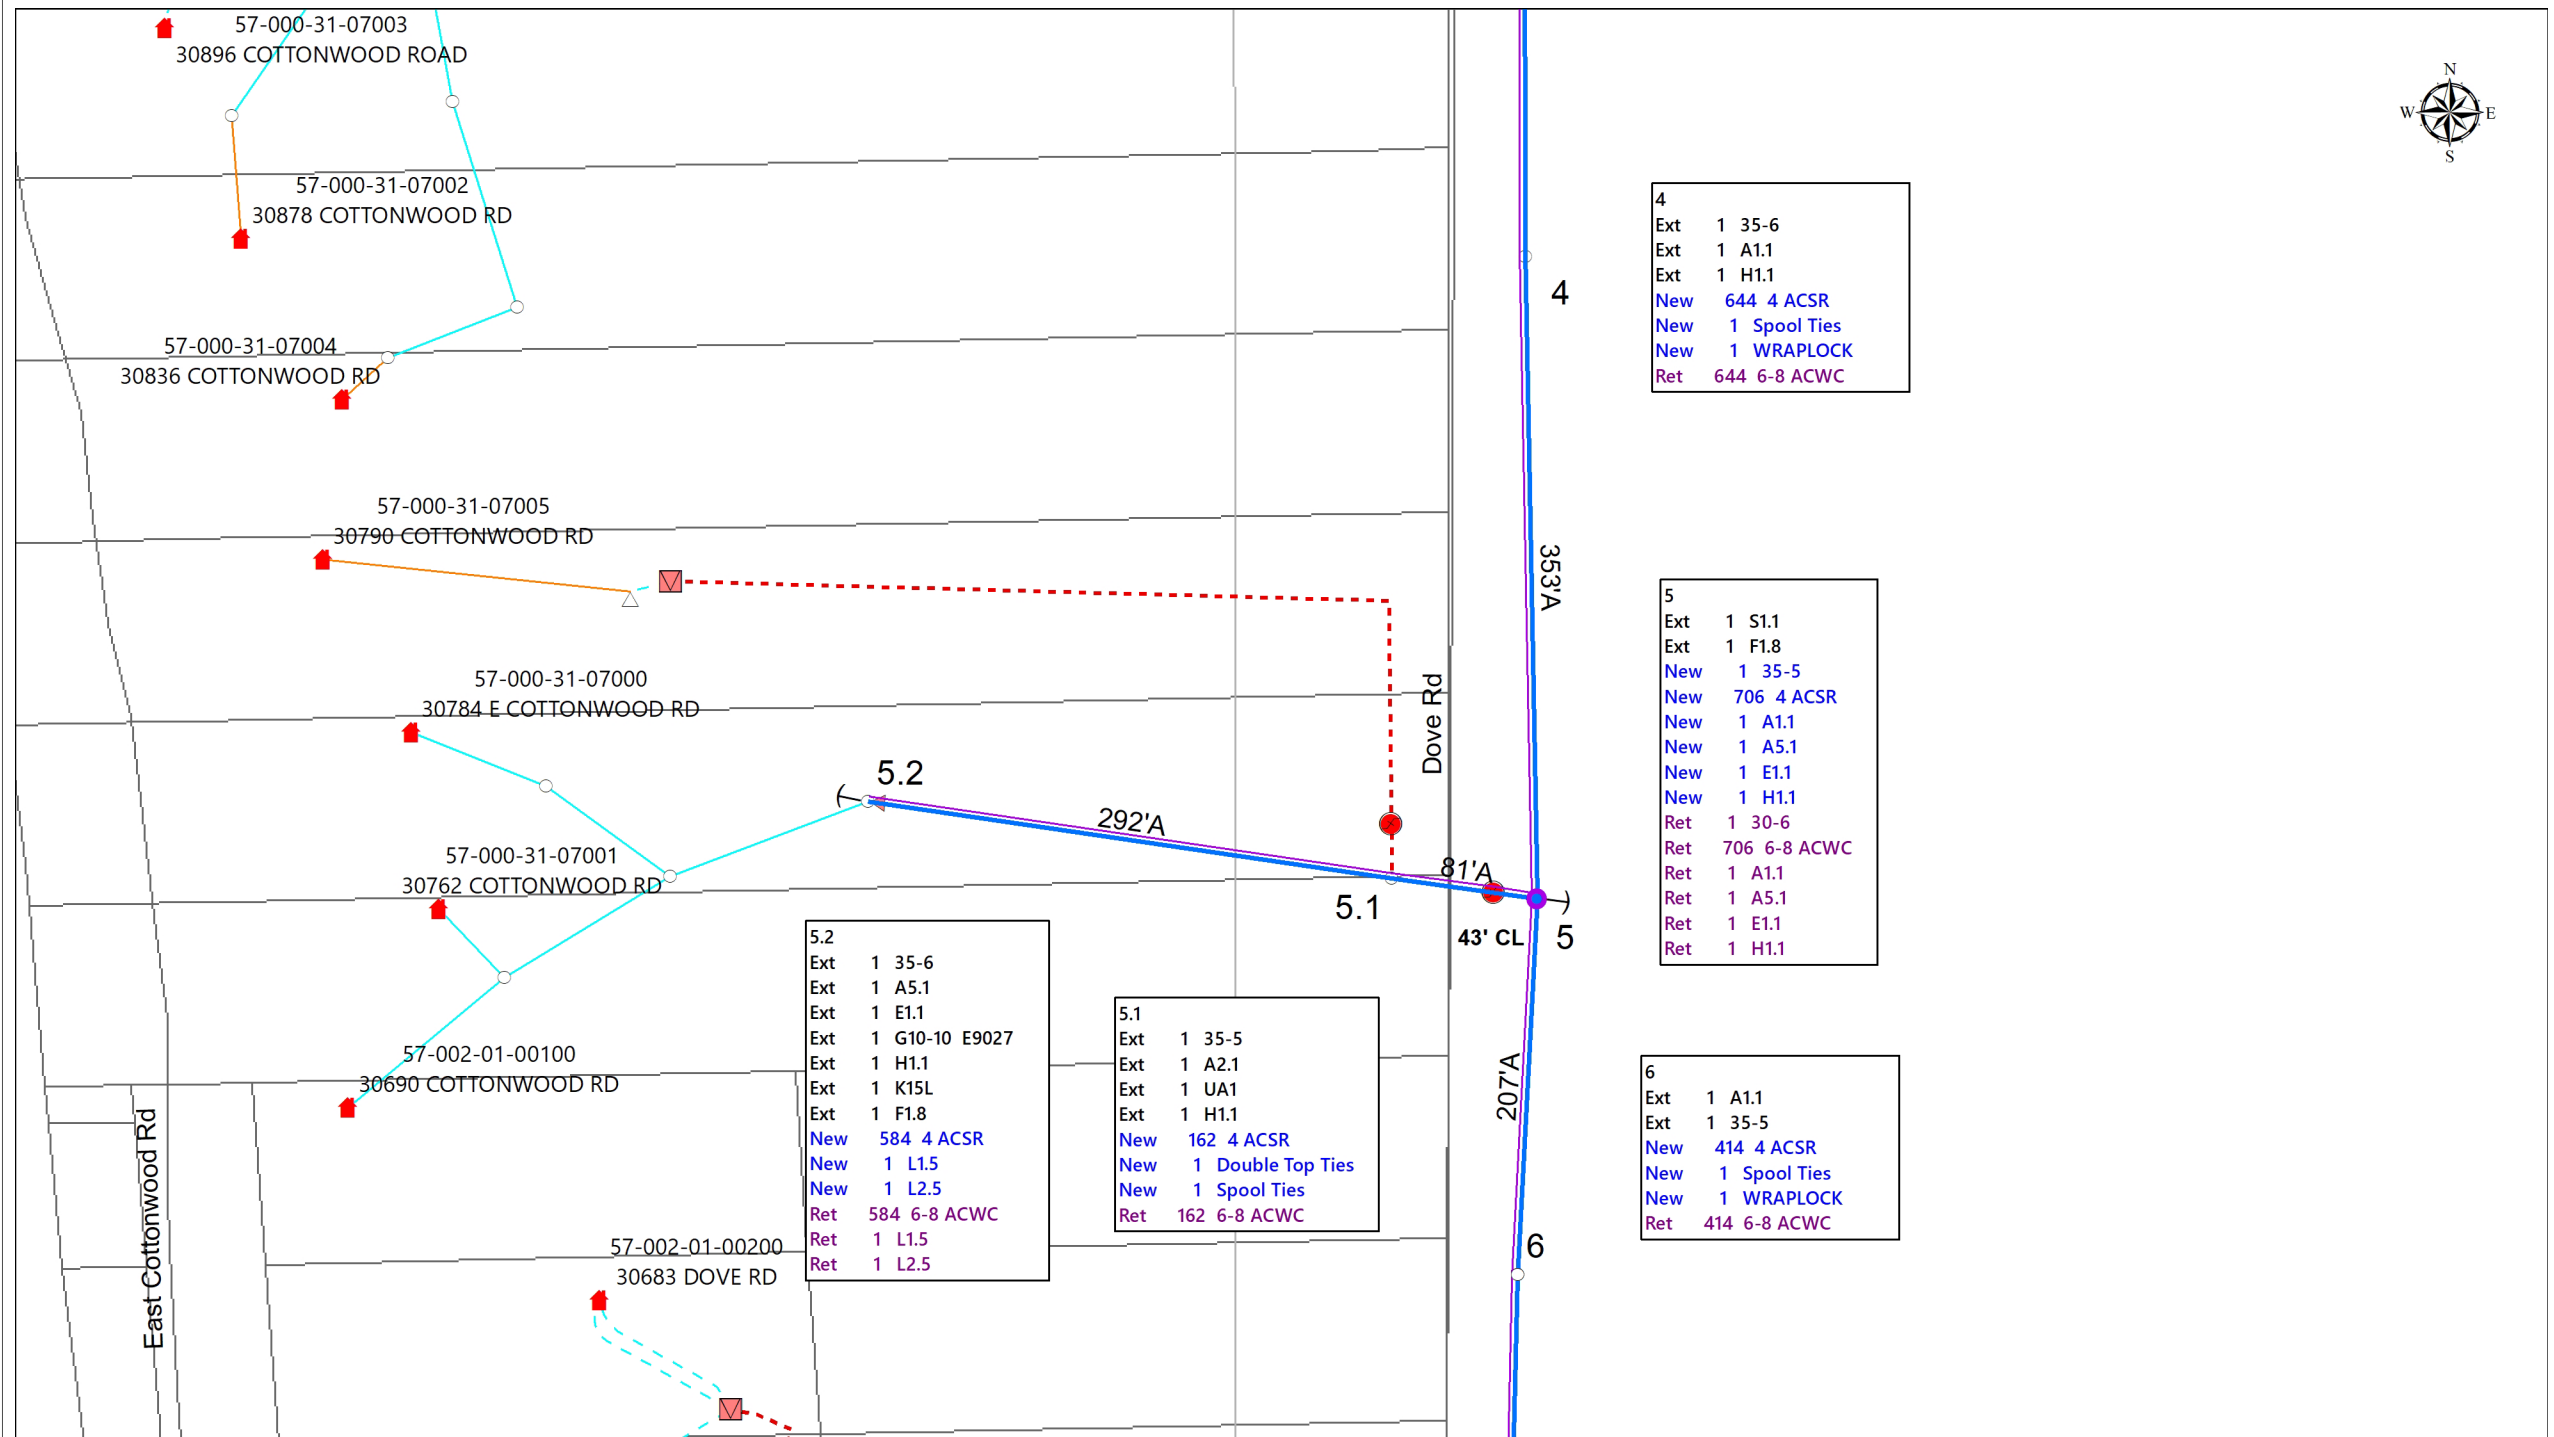 57-000-31-07003
30896 COTTONWOOD ROAD
N
W
E
S
57-000-31-07002
30878 COTTONWOOD RD
4
Ext 1 35-6
Ext 1 A1.1
Ext 1 H1.1
New 644 4 ACSR
New 1 Spool Ties
New 1 WRAPLOCK
Ret 644 6-8 ACWC
4
57-000-31-07004
30836 COTTONWOOD RD
57-000-31-07005
30790 COTTONWOOD RD
353'A
5
Ext 1 S1.1
Ext 1 F1.8
New 1 35-5
New 706 4 ACSR
New 1 A1.1
New 1 A5.1
New 1 E1.1
New 1 H1.1
Ret 1 30-6
Ret 706 6-8 ACWC
Ret 1 A1.1
Ret 1 A5.1
Ret 1 E1.1
Ret 1 H1.1
57-000-31-07000
30784 E COTTONWOOD RD
Dove Rd
5.2
292'A
81'A
57-000-31-07001
30762 COTTONWOOD RD
5.1
43' CL
5
5.2
Ext 1 35-6
Ext 1 A5.1
Ext 1 E1.1
Ext 1 G10-10 E9027
Ext 1 H1.1
Ext 1 K15L
Ext 1 F1.8
New 584 4 ACSR
New 1 L1.5
New 1 L2.5
Ret 584 6-8 ACWC
Ret 1 L1.5
Ret 1 L2.5
5.1
Ext 1 35-5
Ext 1 A2.1
Ext 1 UA1
Ext 1 H1.1
New 162 4 ACSR
New 1 Double Top Ties
New 1 Spool Ties
Ret 162 6-8 ACWC
207'A
6
Ext 1 A1.1
Ext 1 35-5
New 414 4 ACSR
New 1 Spool Ties
New 1 WRAPLOCK
Ret 414 6-8 ACWC
57-002-01-00100
30690 COTTONWOOD RD
East Cottonwood Rd
6
57-002-01-00200
30683 DOVE RD